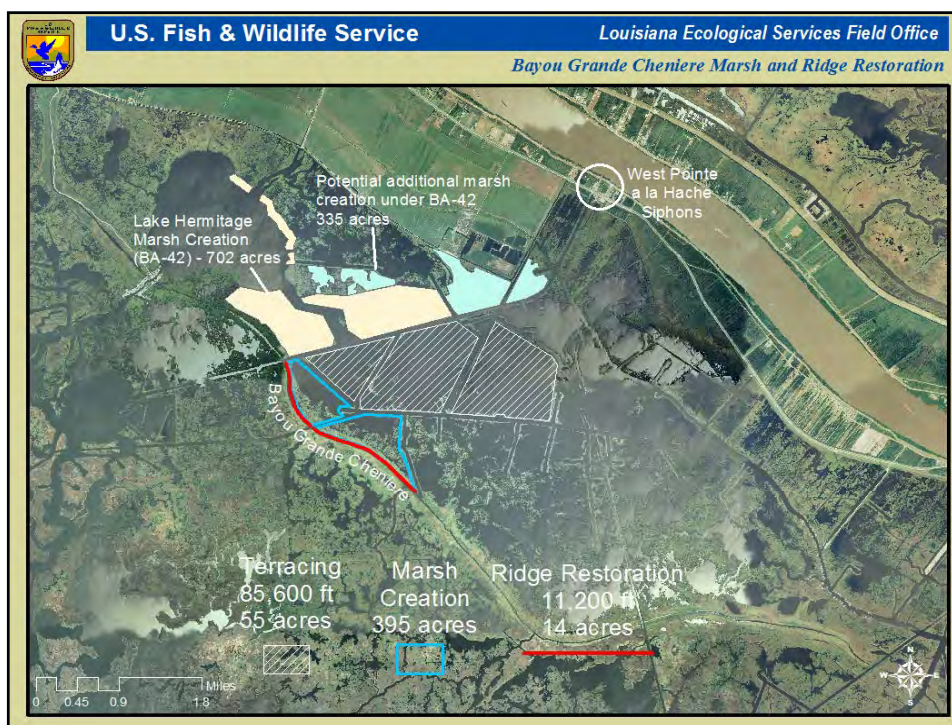 U.S. Fish & Wildlife Service
Louisiana Ecological Services Field Office
Bayou Grande Cheniere Marsh and Ridge Restoration
West Pointe
a la Hache
Siphons
Potential additional marsh
creation under BA-42
335 acres
Lake Hermitage
Marsh Creation
(BA-42) - 702 acres
Bayou Grande Cheniere
Terracing
85,600 ft
55 acres
Marsh
Creation
395 acres
Ridge Restoration
11,200 ft
14 acres
Miles
0 0.45 0.9 1.8
N
W E
S